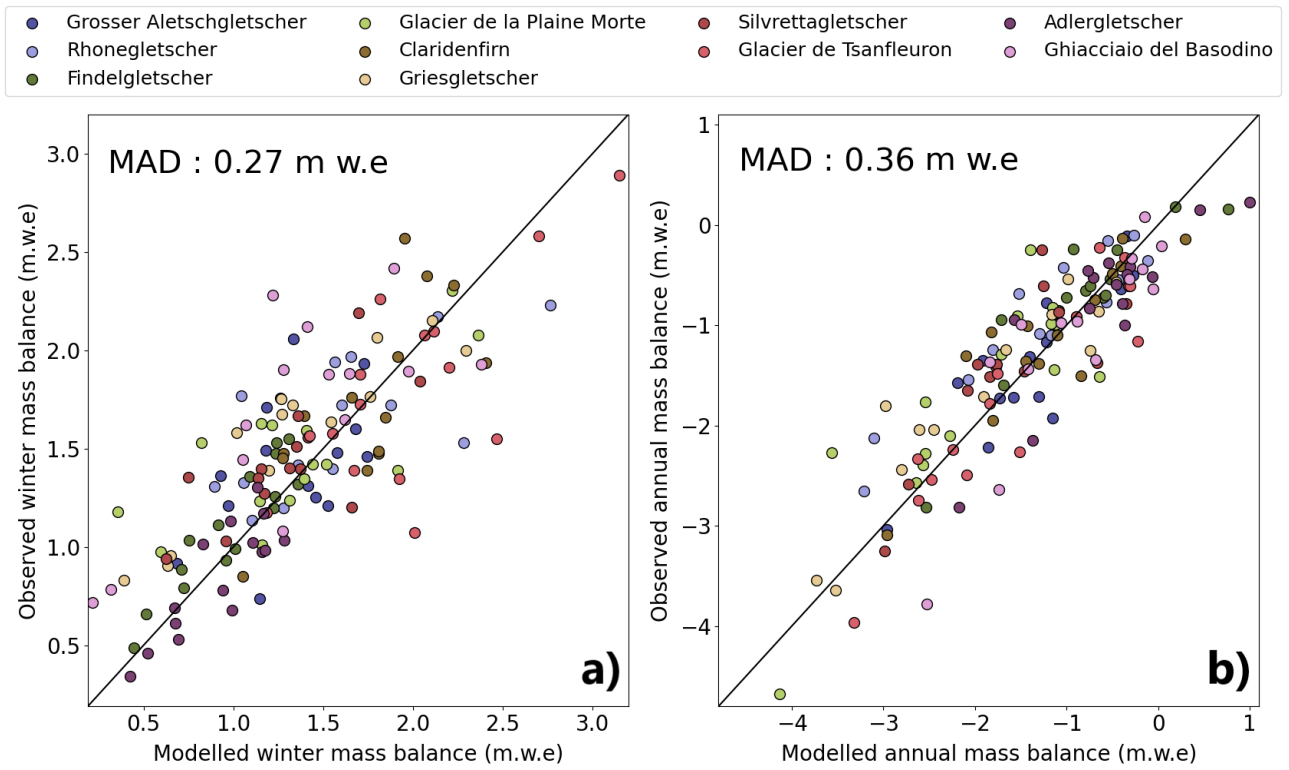 Grosser Aletschgletscher
Rhonegletscher
Findelgletscher
Glacier de la Plaine Morte
Claridenfirn
Griesgletscher
Silvrettagletscher
Glacier de Tsanfleuron
Adlergletscher
Ghiacciaio del Basodino
MAD : 0.27 m w.e
a)
Observed winter mass balance (m.w.e)
3.0
2.5
2.0
1.5
1.0
0.5
0.5 1.0 1.5 2.0 2.5 3.0
Modelled winter mass balance (m.w.e)
MAD : 0.36 m w.e
b)
Observed annual mass balance (m.w.e)
1
0
−1
−2
−3
−4
−4 −3 −2 −1 0 1
Modelled annual mass balance (m.w.e)